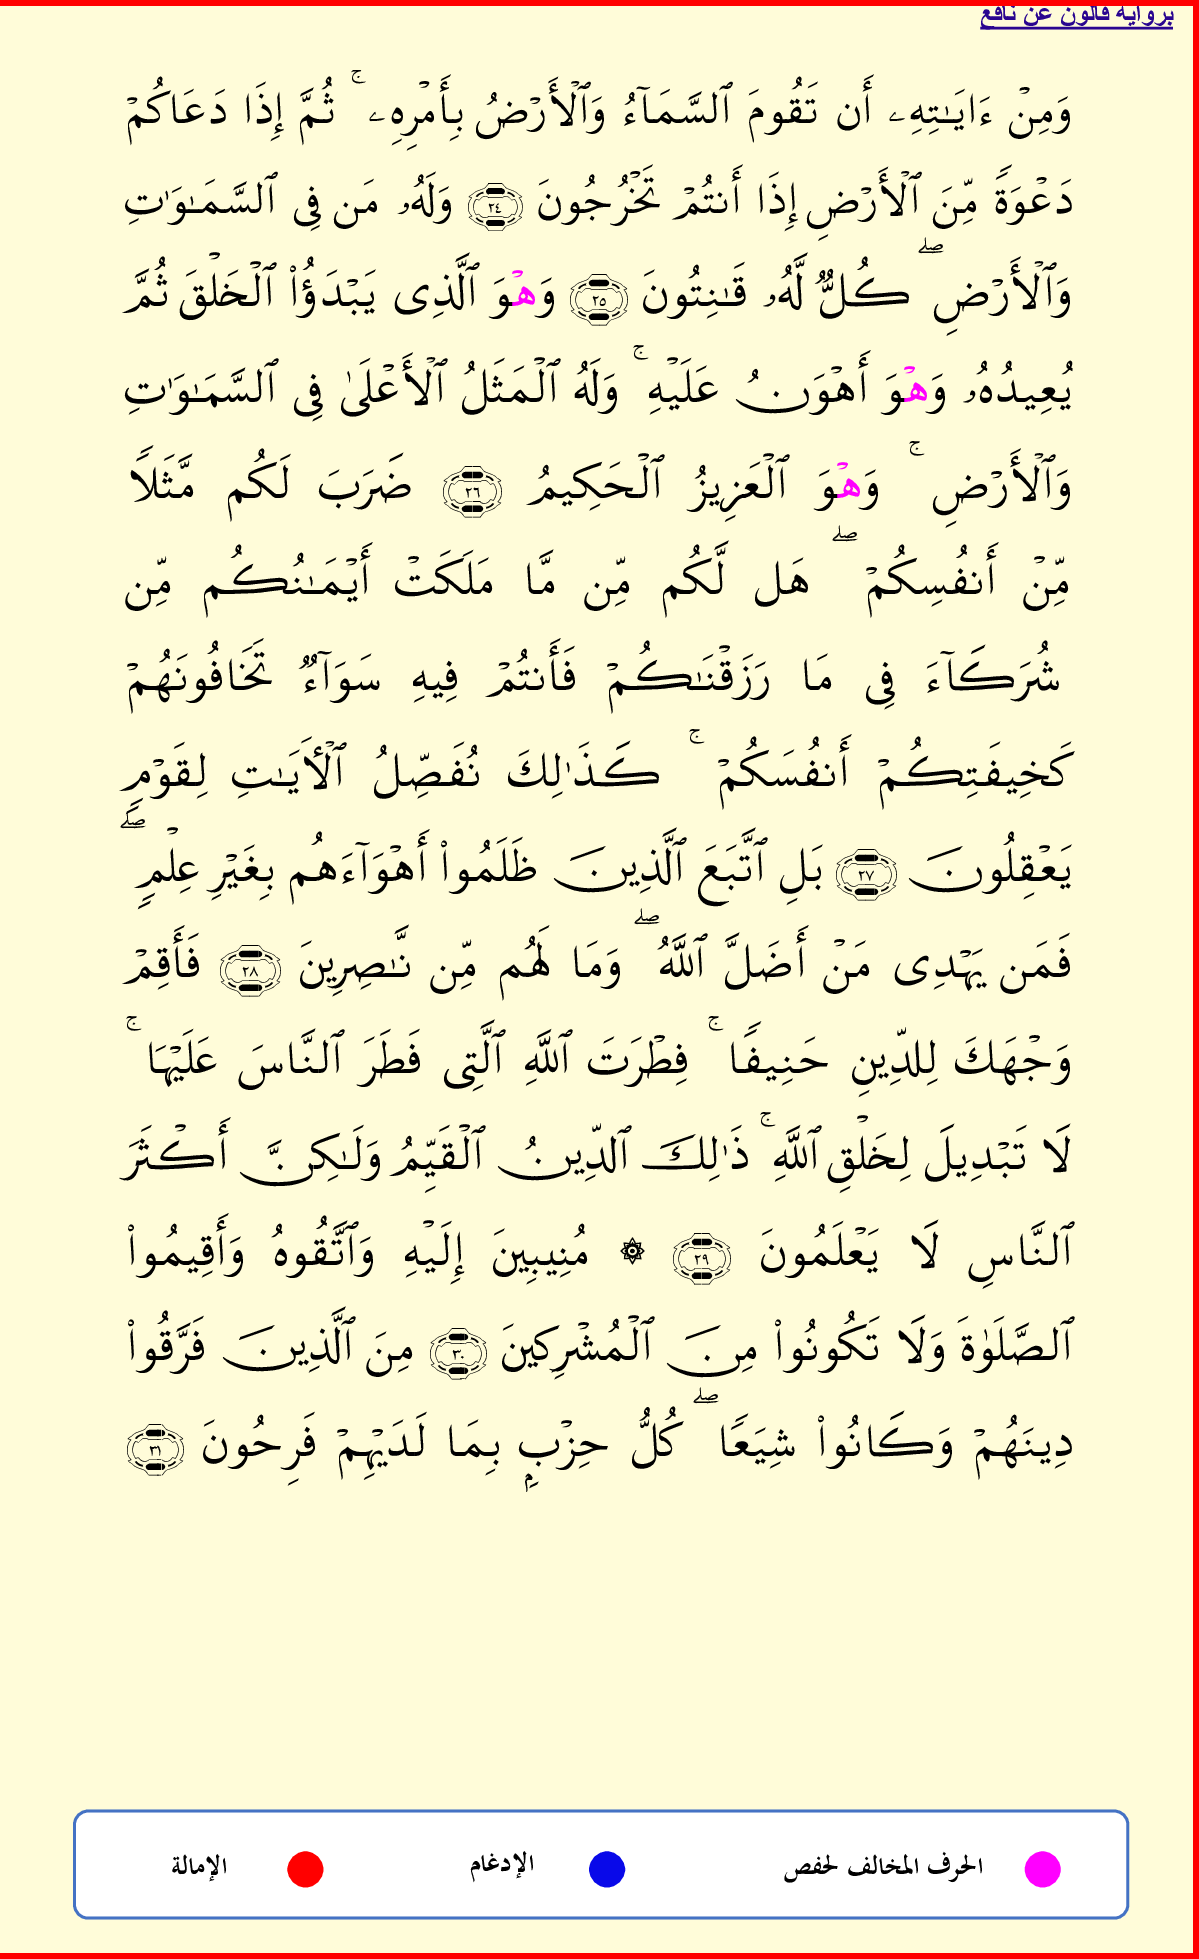 برواية قالون عن نافع
وَمِنْ ءَايَٰتِهِۦ أَن تَقُومَ ٱلسَّمَآءُ وَٱلْأَرْضُ بِأَمْرِهِۦ ۚ ثُمَّ إِذَا دَعَاكُمْ
دَعْوَةً مِّنَ ٱلْأَرْضِ إِذَا أَنتُمْ تَخْرُجُونَ ٢٤ وَلَهُۥ مَن فِى ٱلسَّمَٰوَٰتِ
وَٱلْأَرْضِ ۖ كُلٌّ لَّهُۥ قَٰنِتُونَ ٢٥ وَهْوَ ٱلَّذِى يَبْدَؤُاْ ٱلْخَلْقَ ثُمَّ
يُعِيدُهُۥ وَهْوَ أَهْوَنُ عَلَيْهِ ۚ وَلَهُ ٱلْمَثَلُ ٱلْأَعْلَىٰ فِى ٱلسَّمَٰوَٰتِ
وَٱلْأَرْضِ ۚ وَهْوَ ٱلْعَزِيزُ ٱلْحَكِيمُ ٢٦ ضَرَبَ لَكُم مَّثَلًا
مِّنْ أَنفُسِكُمْ ۖ هَل لَّكُم مِّن مَّا مَلَكَتْ أَيْمَٰنُكُم مِّن
شُرَكَآءَ فِى مَا رَزَقْنَٰكُمْ فَأَنتُمْ فِيهِ سَوَآءٌ تَخَافُونَهُمْ
كَخِيفَتِكُمْ أَنفُسَكُمْ ۚ كَذَٰلِكَ نُفَصِّلُ ٱلْأَيَٰتِ لِقَوْمٍ
يَعْقِلُونَ ٢٧ بَلِ ٱتَّبَعَ ٱلَّذِينَ ظَلَمُواْ أَهْوَآءَهُم بِغَيْرِ عِلْمٍ ۖ
فَمَن يَهْدِى مَنْ أَضَلَّ ٱللَّهُ ۖ وَمَا لَهُم مِّن نَّٰصِرِينَ ٢٨ فَأَقِمْ
وَجْهَكَ لِلدِّينِ حَنِيفًا ۚ فِطْرَتَ ٱللَّهِ ٱلَّتِى فَطَرَ ٱلنَّاسَ عَلَيْهَا ۚ
لَا تَبْدِيلَ لِخَلْقِ ٱللَّهِ ۚ ذَٰلِكَ ٱلدِّينُ ٱلْقَيِّمُ وَلَٰكِنَّ أَكْثَرَ
ٱلنَّاسِ لَا يَعْلَمُونَ ٢٩ ۞ مُنِيبِينَ إِلَيْهِ وَٱتَّقُوهُ وَأَقِيمُواْ
ٱلصَّلَوٰةَ وَلَا تَكُونُواْ مِنَ ٱلْمُشْرِكِينَ ٣٠ مِنَ ٱلَّذِينَ فَرَّقُواْ
دِينَهُمْ وَكَانُواْ شِيَعًا ۖ كُلُّ حِزْبٍ بِمَا لَدَيْهِمْ فَرِحُونَ ٣١
الحرف المخالف لحفص الإدغام الإمالة